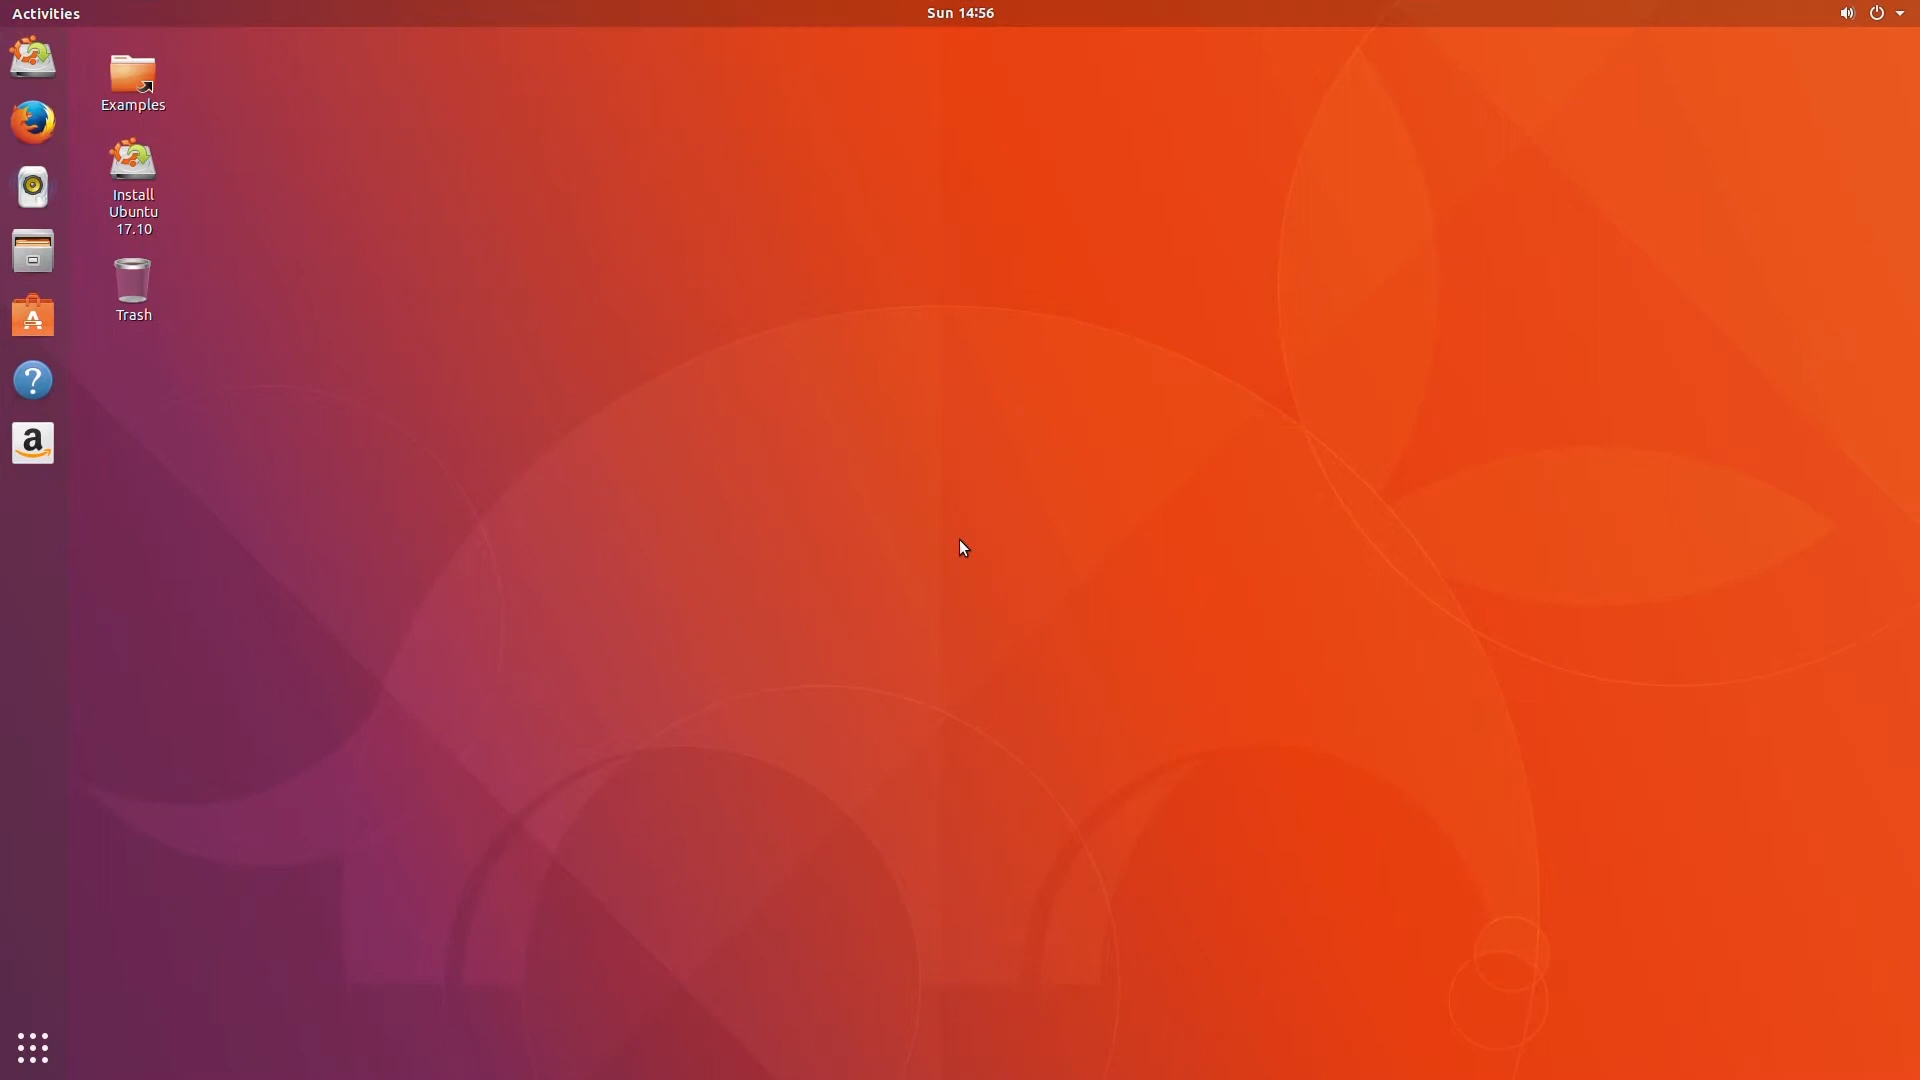 Activities
Sun 14:56
Examples
Install
Ubuntu
17.10
Trash